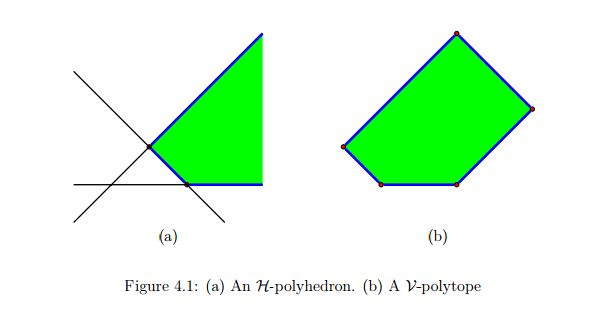 (a) (b)
Figure 4.1: (a) An ℋ-polyhedron. (b) A 𝒱-polytope